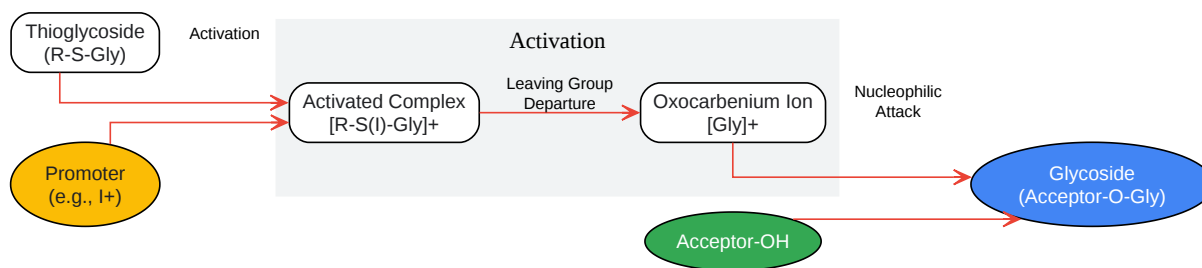 Thioglycoside
(R-S-Gly)
Activation
Activation
Activated Complex
[R-S(I)-Gly]+
Leaving Group
Departure
Oxocarbenium Ion
[Gly]+
Nucleophilic
Attack
Promoter
(e.g., I+)
Glycoside
(Acceptor-O-Gly)
Acceptor-OH